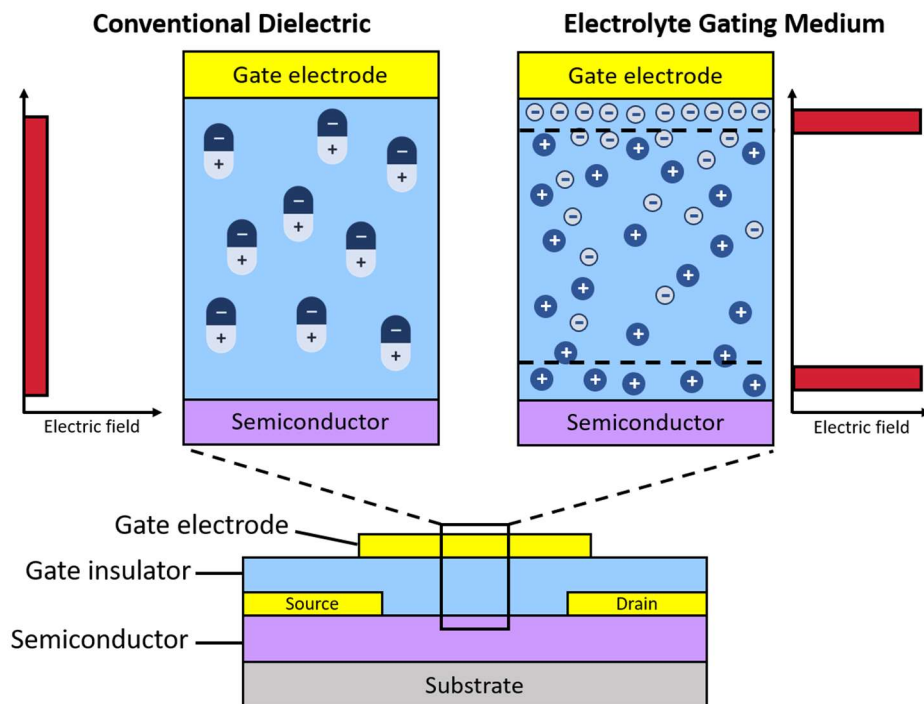 Conventional Dielectric
Electrolyte Gating Medium
Gate electrode
Gate electrode
Semiconductor
Semiconductor
Electric field
Electric field
Gate electrode
Gate insulator
Source
Drain
Semiconductor
Substrate